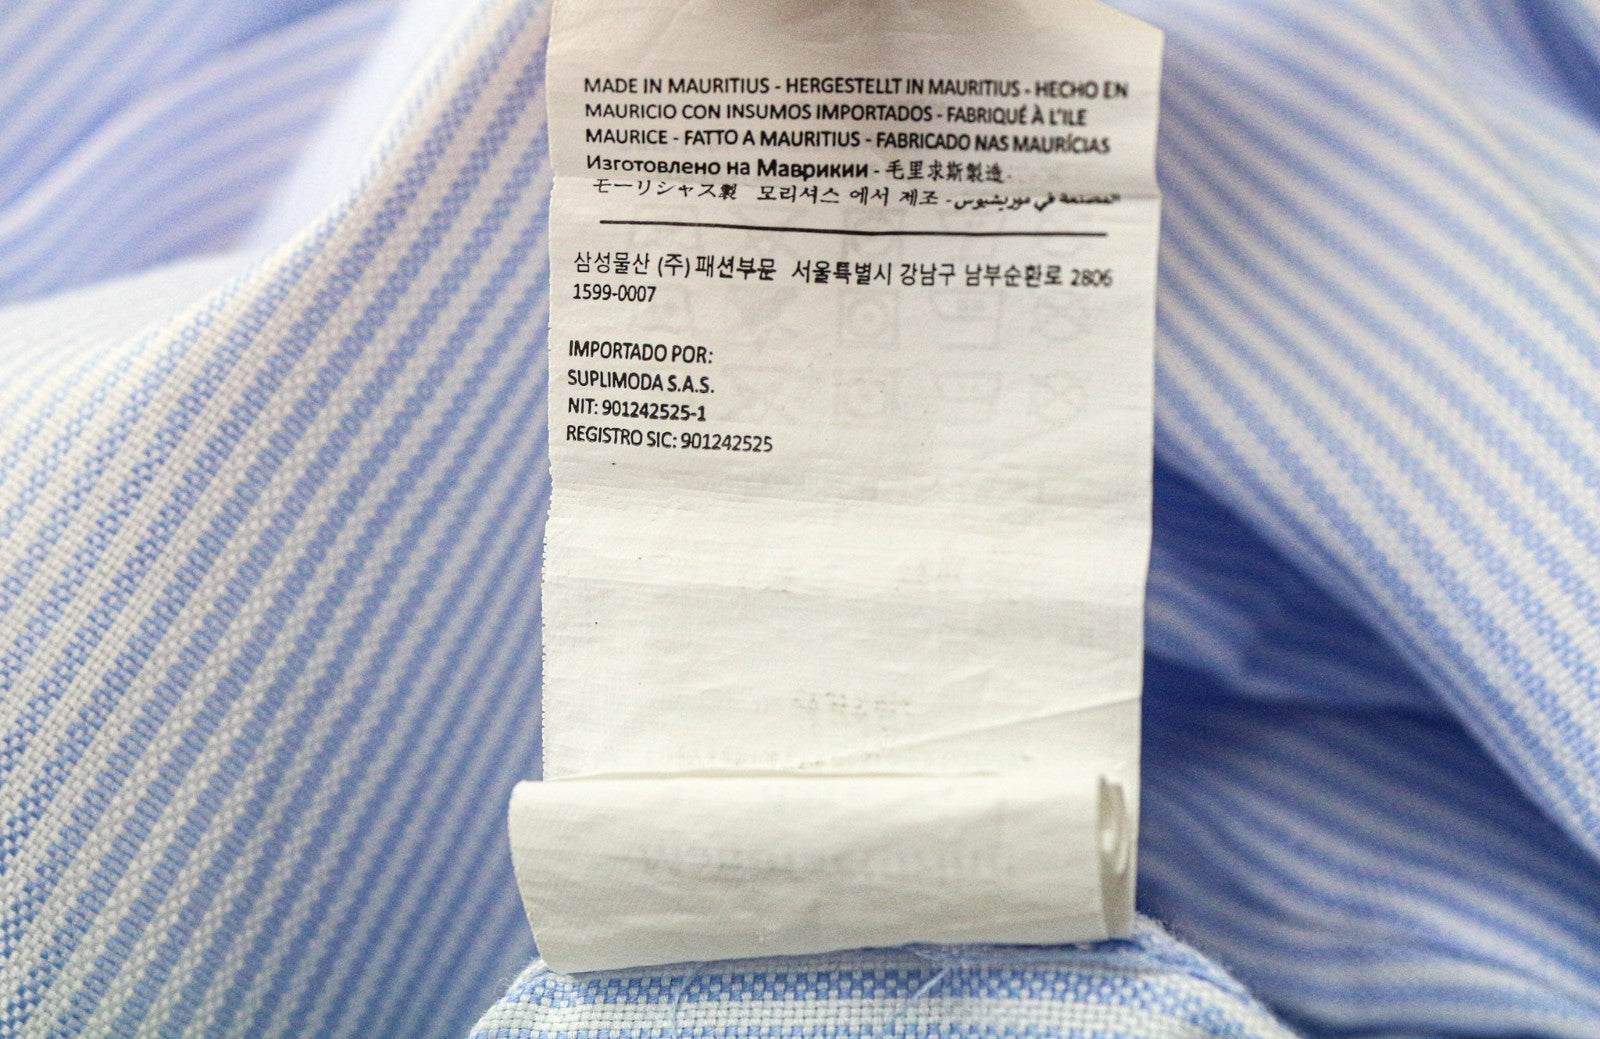 MADE IN MAURITIUS - HERGESTELLT IN MAURITIUS - HECHO EN
MAURICIO CON INSUMOS IMPORTADOS - FABRIQUÉ À L'ILE
MAURICE - FATTO A MAURITIUS - FABRICADO NAS MAURÍCIAS
Изготовлено на Маврикии - 毛里求斯製造
モーリシャス製 모리셔스 에서 제조 - المصنعة في موريشيوس
삼성물산 (주) 패션부문 서울특별시 강남구 남부순환로 2806
1599-0007
IMPORTADO POR:
SUPLIMODA S.A.S.
NIT: 901242525-1
REGISTRO SIC: 901242525